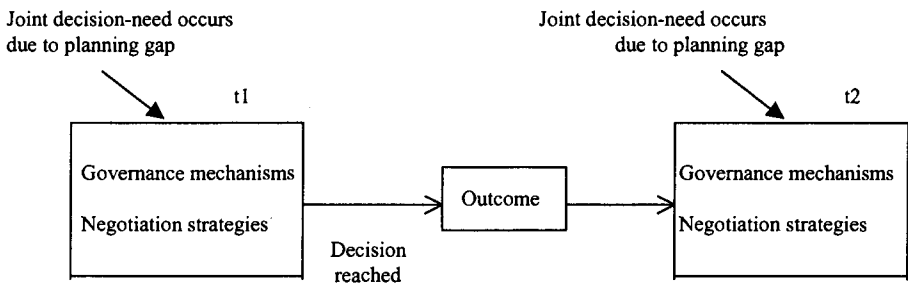 Joint decision-need occurs
due to planning gap
Joint decision-need occurs
due to planning gap
t1
t2
Governance mechanisms
Negotiation strategies
Decision
reached
Outcome
Governance mechanisms
Negotiation strategies